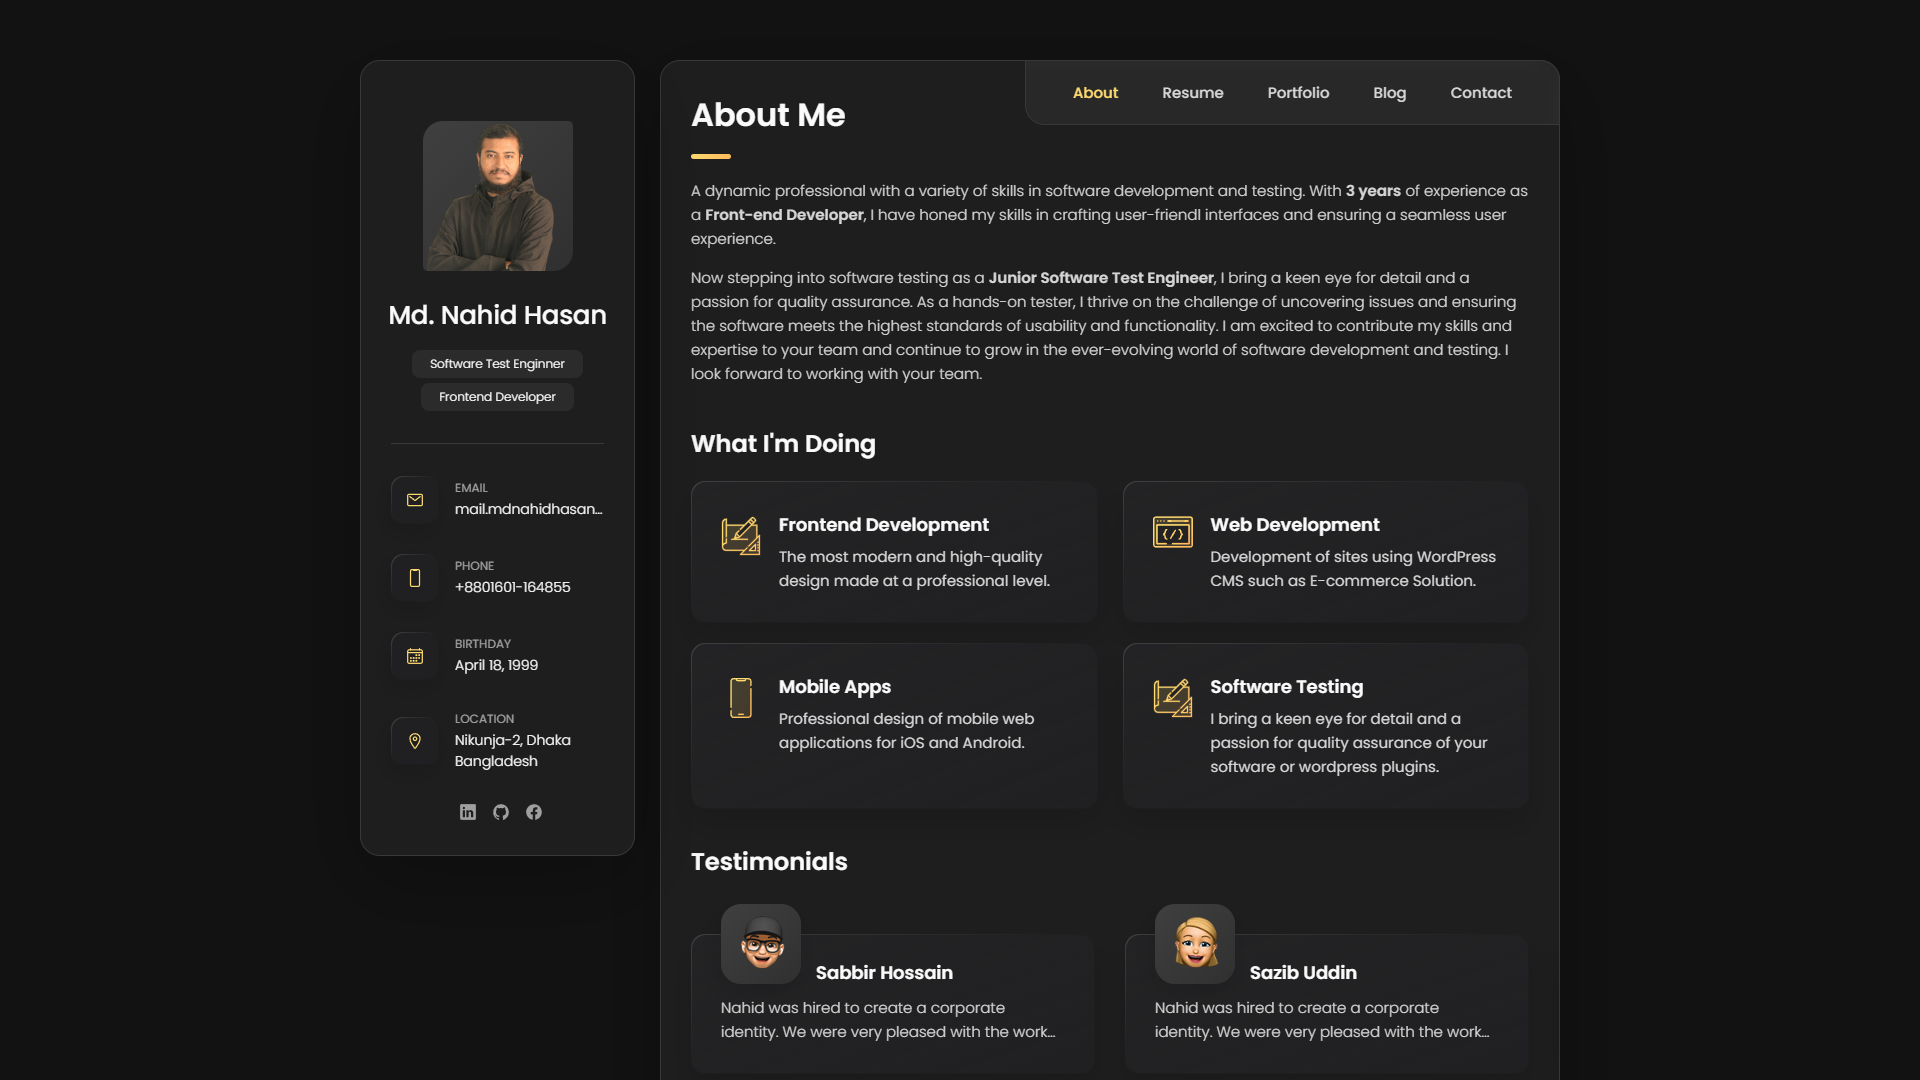 Md. Nahid Hasan
Software Test Enginner
Frontend Developer
EMAIL
mail.mdnahidhasan...
PHONE
+8801601-164855
BIRTHDAY
April 18, 1999
LOCATION
Nikunja-2, Dhaka
Bangladesh
About
Resume
Portfolio
Blog
Contact
About Me
A dynamic professional with a variety of skills in software development and testing. With 3 years of experience as
a Front-end Developer, I have honed my skills in crafting user-friendl interfaces and ensuring a seamless user
experience.
Now stepping into software testing as a Junior Software Test Engineer, I bring a keen eye for detail and a
passion for quality assurance. As a hands-on tester, I thrive on the challenge of uncovering issues and ensuring
the software meets the highest standards of usability and functionality. I am excited to contribute my skills and
expertise to your team and continue to grow in the ever-evolving world of software development and testing. I
look forward to working with your team.
What I'm Doing
Frontend Development
The most modern and high-quality
design made at a professional level.
Web Development
Development of sites using WordPress
CMS such as E-commerce Solution.
Mobile Apps
Professional design of mobile web
applications for iOS and Android.
Software Testing
I bring a keen eye for detail and a
passion for quality assurance of your
software or wordpress plugins.
Testimonials
Sabbir Hossain
Nahid was hired to create a corporate
identity. We were very pleased with the work...
Sazib Uddin
Nahid was hired to create a corporate
identity. We were very pleased with the work...